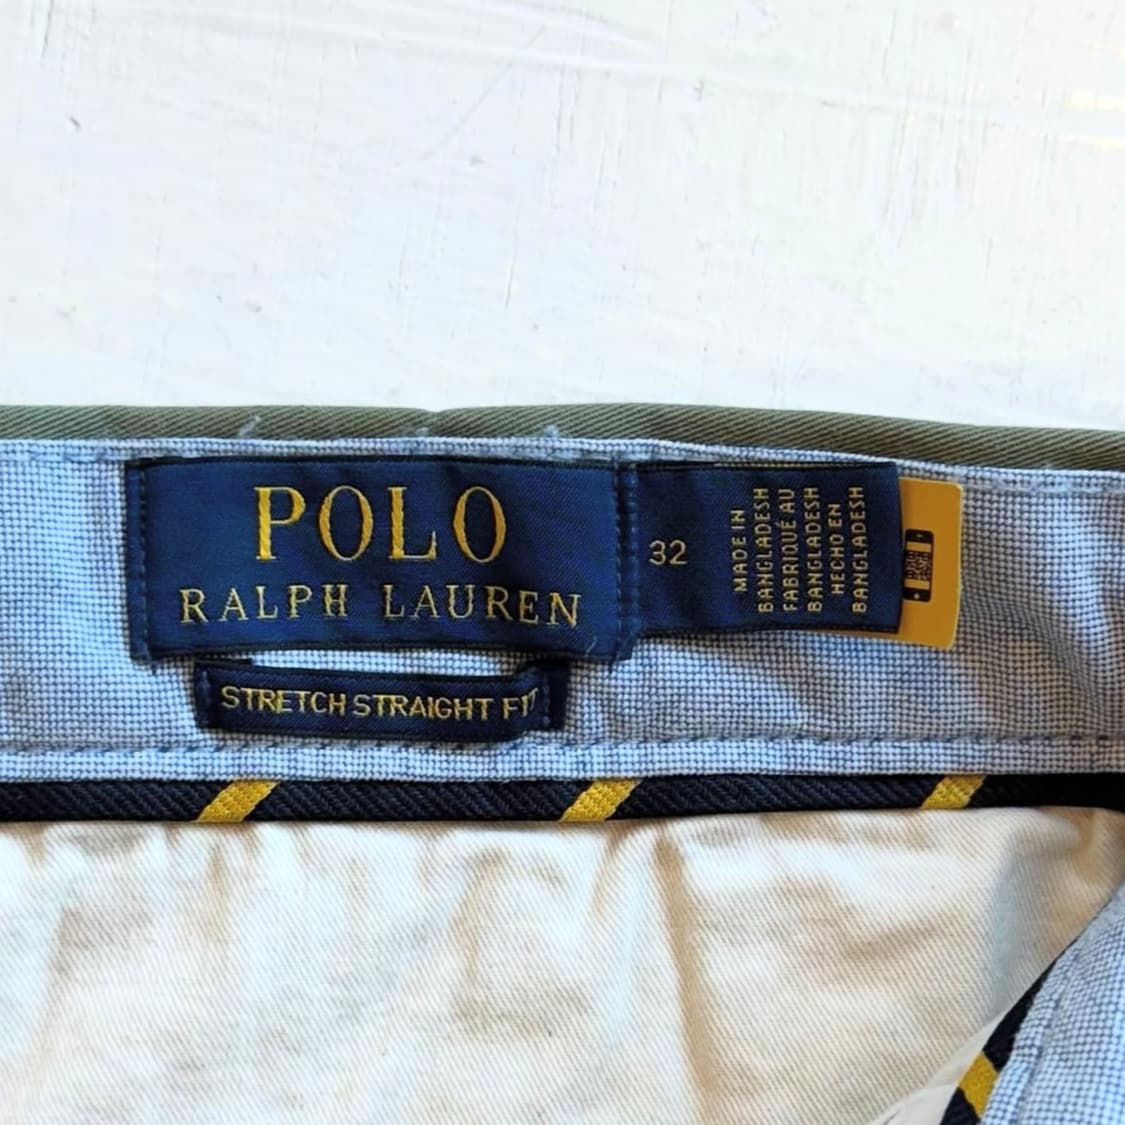 POLO
RALPH LAUREN
STRETCH STRAIGHT FIT
32
MADE IN
BANGLADESH
FABRIQUÉ AU
BANGLADESH
HECHO EN
BANGLADESH